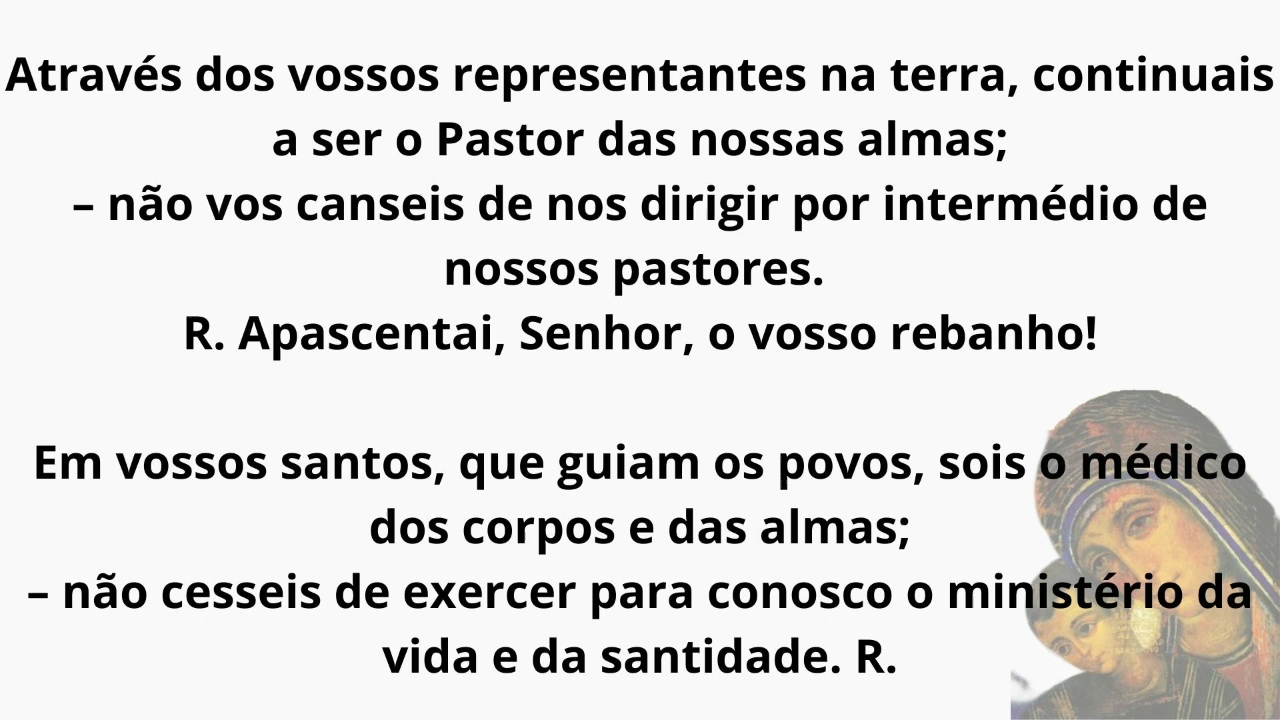 Através dos vossos representantes na terra, continuais
a ser o Pastor das nossas almas;
– não vos canseis de nos dirigir por intermédio de
nossos pastores.
R. Apascentai, Senhor, o vosso rebanho!
Em vossos santos, que guiam os povos, sois o médico
dos corpos e das almas;
– não cesseis de exercer para conosco o ministério da
vida e da santidade. R.